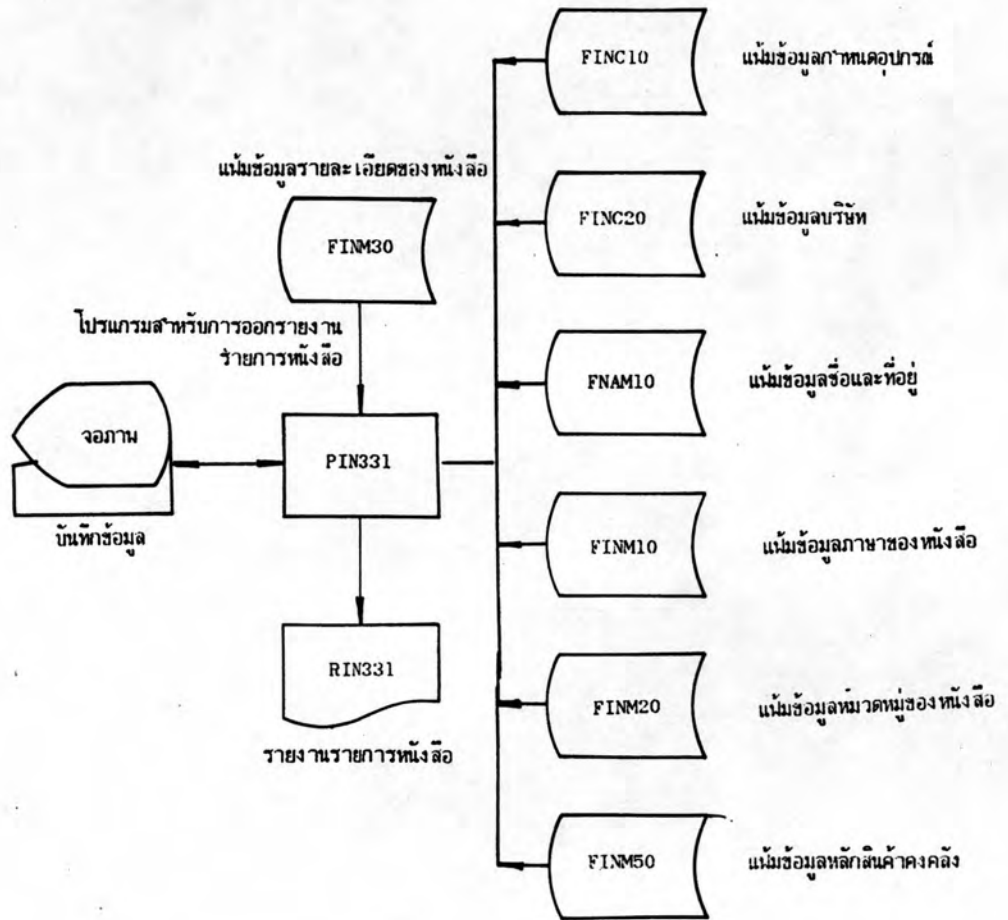 FINC10
แน้มข้อมูลกำหนดอุปกรณ์
แน้มข้อมูลรายละเอียดของหนังสือ
FINM30
FINC20
แน้มข้อมูลบริษัท
โปรแกรมสำหรับการออกรายงาน
รายการหนังสือ
FNAM10
แน้มข้อมูลชื่อและที่อยู่
จอภาพ
PIN331
บันทึกข้อมูล
FINM10
แน้มข้อมูลภาษาของหนังสือ
RIN331
รายงานรายการหนังสือ
FINM20
แน้มข้อมูลหมวดหมู่ของหนังสือ
FINM50
แน้มข้อมูลหลักสินค้าคงคลัง